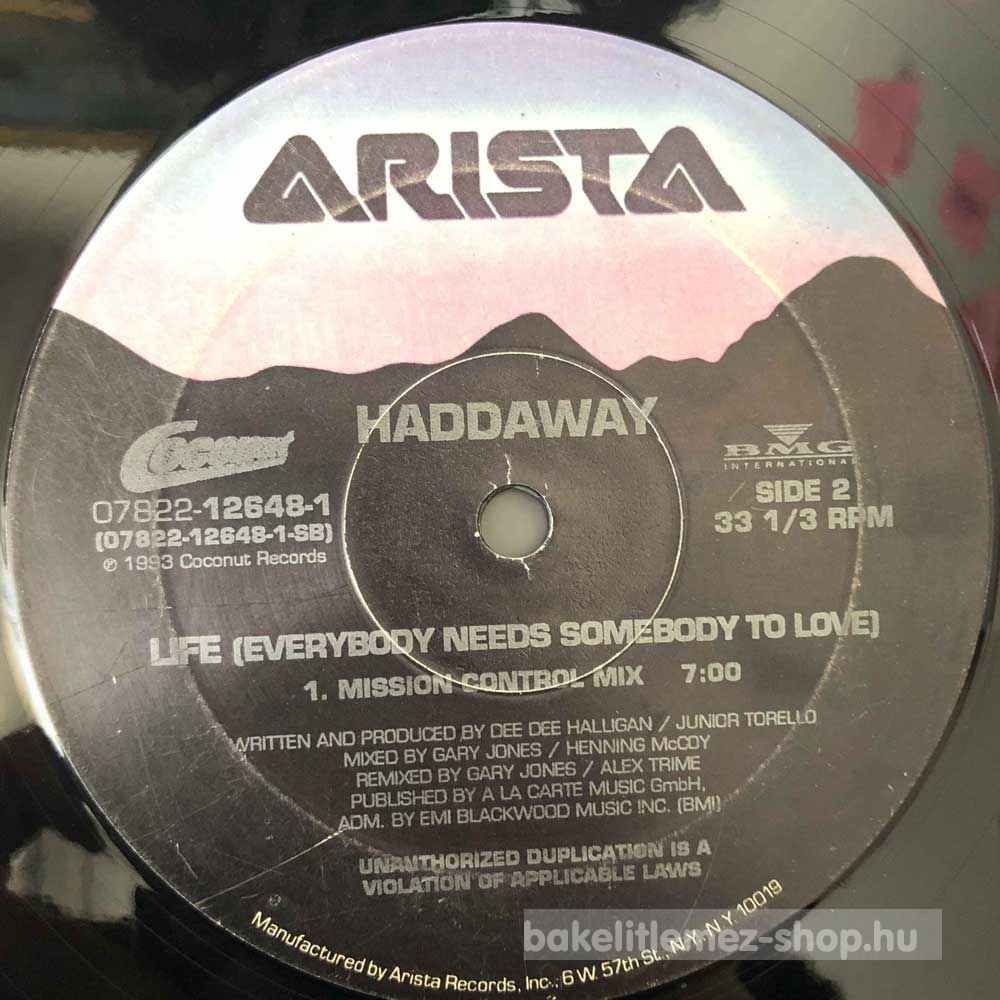 ARISTA
HADDAWAY
COCONUT
BMG
INTERNATIONAL
07822-12648-1
(07822-12648-1-SB)
℗ 1993 Coconut Records
SIDE 2
33 1/3 RPM
LIFE (EVERYBODY NEEDS SOMEBODY TO LOVE)
1. MISSION CONTROL MIX 7:00
WRITTEN AND PRODUCED BY DEE DEE HALLIGAN / JUNIOR TORELLO
MIXED BY GARY JONES / HENNING McCOY
REMIXED BY GARY JONES / ALEX TRIME
PUBLISHED BY A LA CARTE MUSIC GmbH,
ADM. BY EMI BLACKWOOD MUSIC INC. (BMI)
UNAUTHORIZED DUPLICATION IS A
VIOLATION OF APPLICABLE LAWS
Manufactured by Arista Records, Inc., 6 W. 57th St., N.Y., N.Y. 10019
bakelitlemez-shop.hu